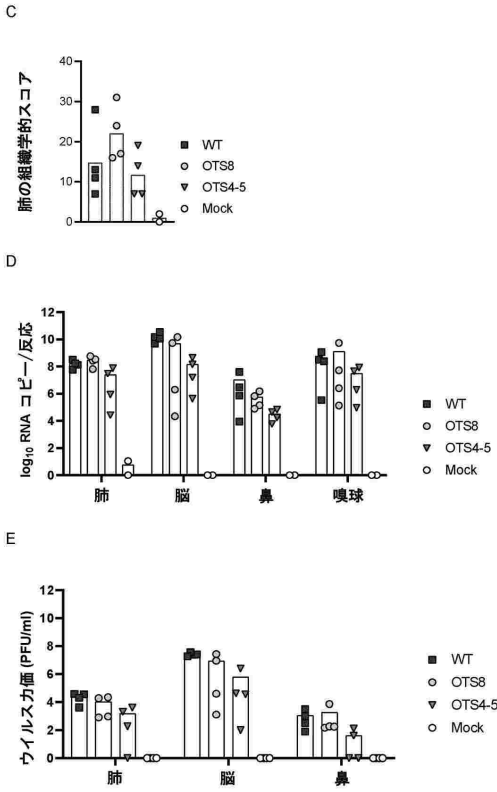 C
肺の組織学的スコア
40
30
20
10
0
WT
OTS8
OTS4-5
Mock
D
log10 RNA コピー/反応
12
10
8
6
4
2
0
肺
脳
鼻
嗅球
WT
OTS8
OTS4-5
Mock
E
ウイルス力価 (PFU/ml)
12
10
8
6
4
2
0
肺
脳
鼻
WT
OTS8
OTS4-5
Mock